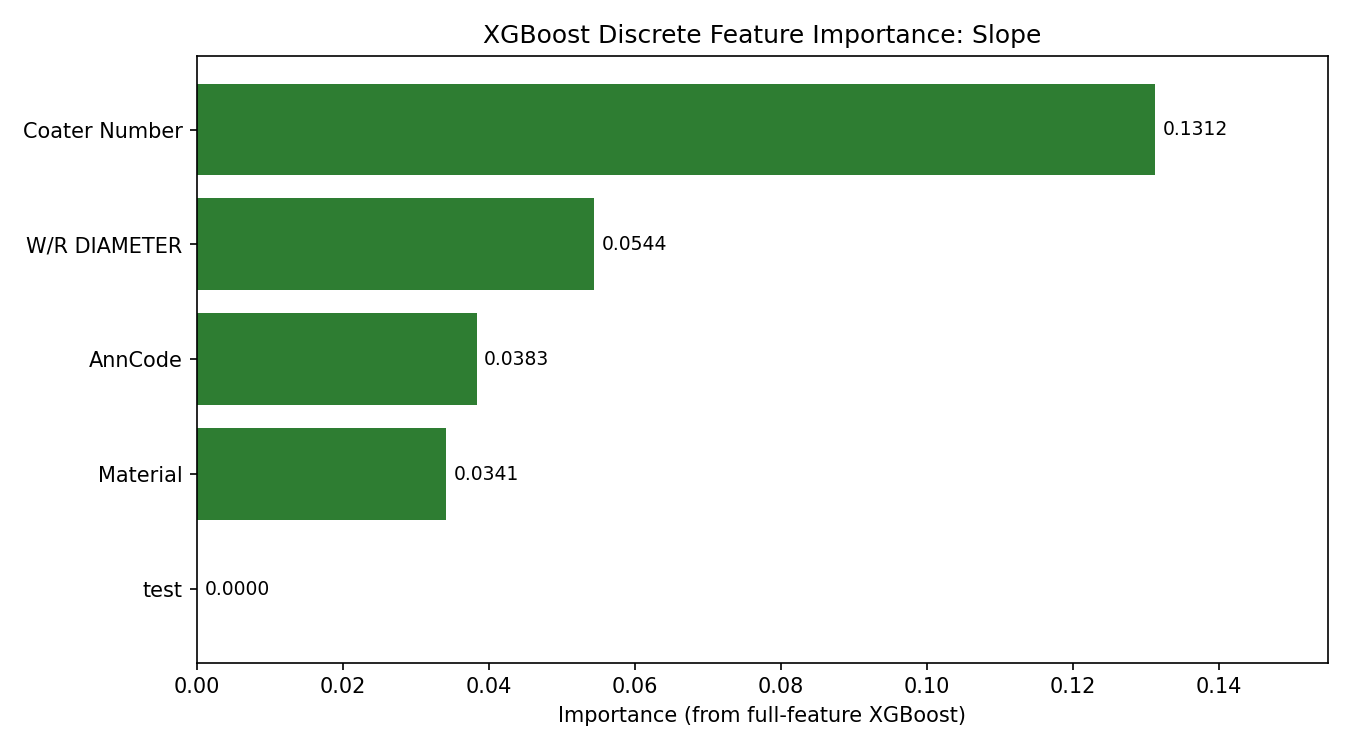 XGBoost Discrete Feature Importance: Slope
Coater Number
0.1312
W/R DIAMETER
0.0544
AnnCode
0.0383
Material
0.0341
test
0.0000
0.00 0.02 0.04 0.06 0.08 0.10 0.12 0.14
Importance (from full-feature XGBoost)